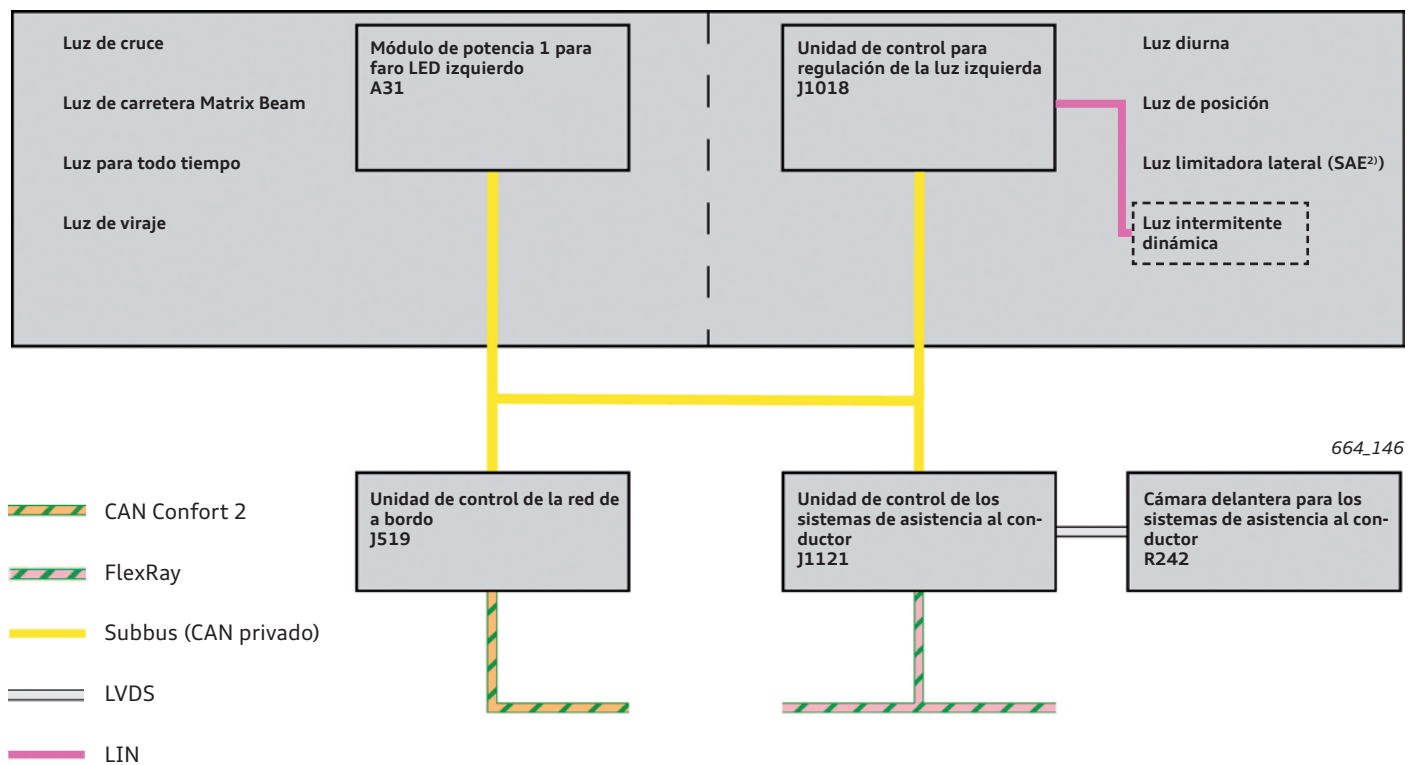 Luz de cruce
Luz de carretera Matrix Beam
Luz para todo tiempo
Luz de viraje
Módulo de potencia 1 para
faro LED izquierdo
A31
Unidad de control para
regulación de la luz izquierda
J1018
Luz diurna
Luz de posición
Luz limitadora lateral (SAE²⁾)
Luz intermitente
dinámica
664_146
Unidad de control de la red de
a bordo
J519
Unidad de control de los
sistemas de asistencia al con-
ductor
J1121
Cámara delantera para los
sistemas de asistencia al con-
ductor
R242
CAN Confort 2
FlexRay
Subbus (CAN privado)
LVDS
LIN